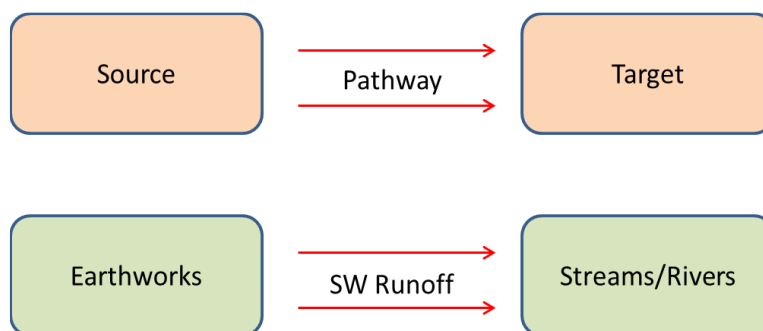 Source
Pathway
Target
Earthworks
SW Runoff
Streams/Rivers